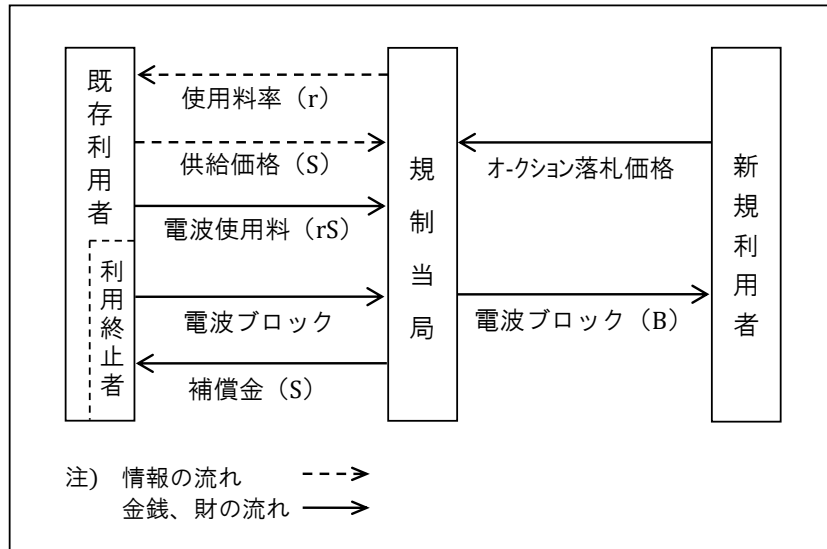 既存利用者
利用終止者
使用料率（r）
供給価格（S）
電波使用料（rS）
電波ブロック
補償金（S）
規制当局
オークション落札価格
電波ブロック（B）
新規利用者
注) 情報の流れ
金銭、財の流れ